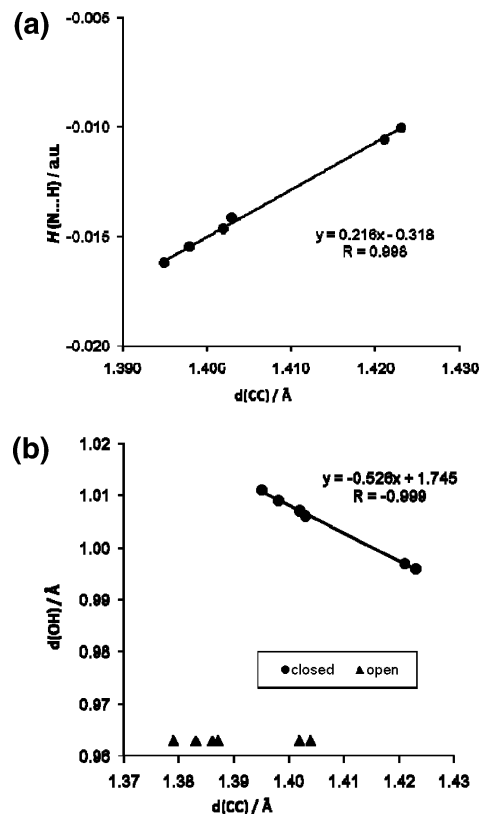 (a)
-0.005
-0.010
-0.015
-0.020
H(N...H) / a.u.
y = 0.216x - 0.318
R = 0.998
1.390 1.400 1.410 1.420 1.430
d(CC) / Å
(b)
1.02
1.01
1.00
0.99
0.98
0.97
0.96
d(OH) / Å
y = -0.526x + 1.745
R = -0.999
closed open
1.37 1.38 1.39 1.40 1.41 1.42 1.43
d(CC) / Å